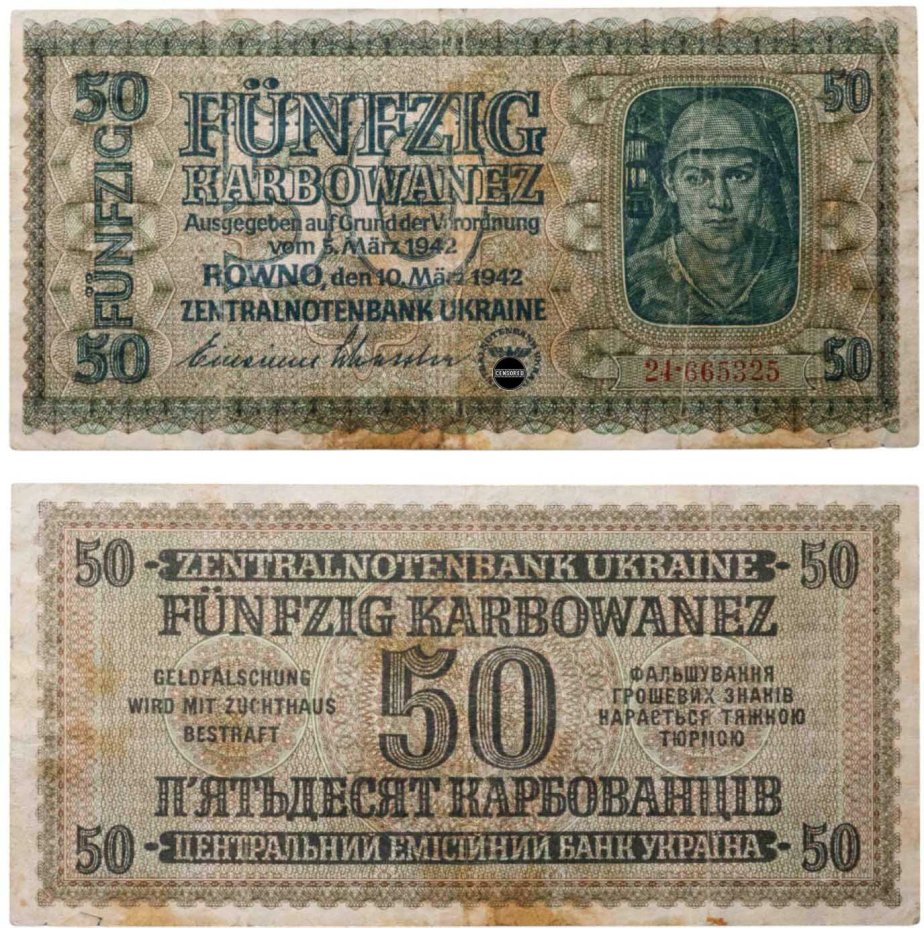 50
50
FÜNFZIG
FÜNFZIG
KARBOWANEZ
Ausgegeben auf Grund der Verordnung
vom 5. März 1942
ROWNO, den 10. März 1942
ZENTRALNOTENBANK UKRAINE
CENSORED
24·665325
50
50
50
50 ZENTRALNOTENBANK UKRAINE 50
FÜNFZIG KARBOWANEZ
GELDFÄLSCHUNG
WIRD MIT ZUCHTHAUS
BESTRAFT
50
ФАЛЬШУВАННЯ
ГРОШЕВИХ ЗНАКІВ
КАРАЄТЬСЯ ТЯЖКОЮ
ТЮРМОЮ
П'ЯТЬДЕСЯТ КАРБОВАНЦІВ
50 ЦЕНТРАЛЬНИЙ ЕМІСІЙНИЙ БАНК УКРАЇНА 50